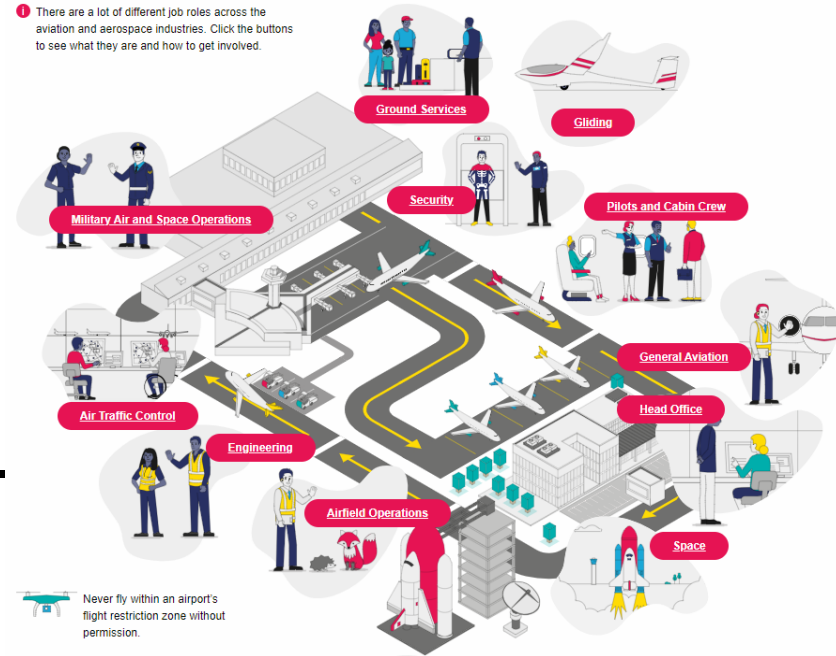 There are a lot of different job roles across the
aviation and aerospace industries. Click the buttons
to see what they are and how to get involved.
Ground Services
Gliding
Security
Pilots and Cabin Crew
Military Air and Space Operations
General Aviation
Head Office
Air Traffic Control
Engineering
Airfield Operations
Space
Never fly within an airport's
flight restriction zone without
permission.